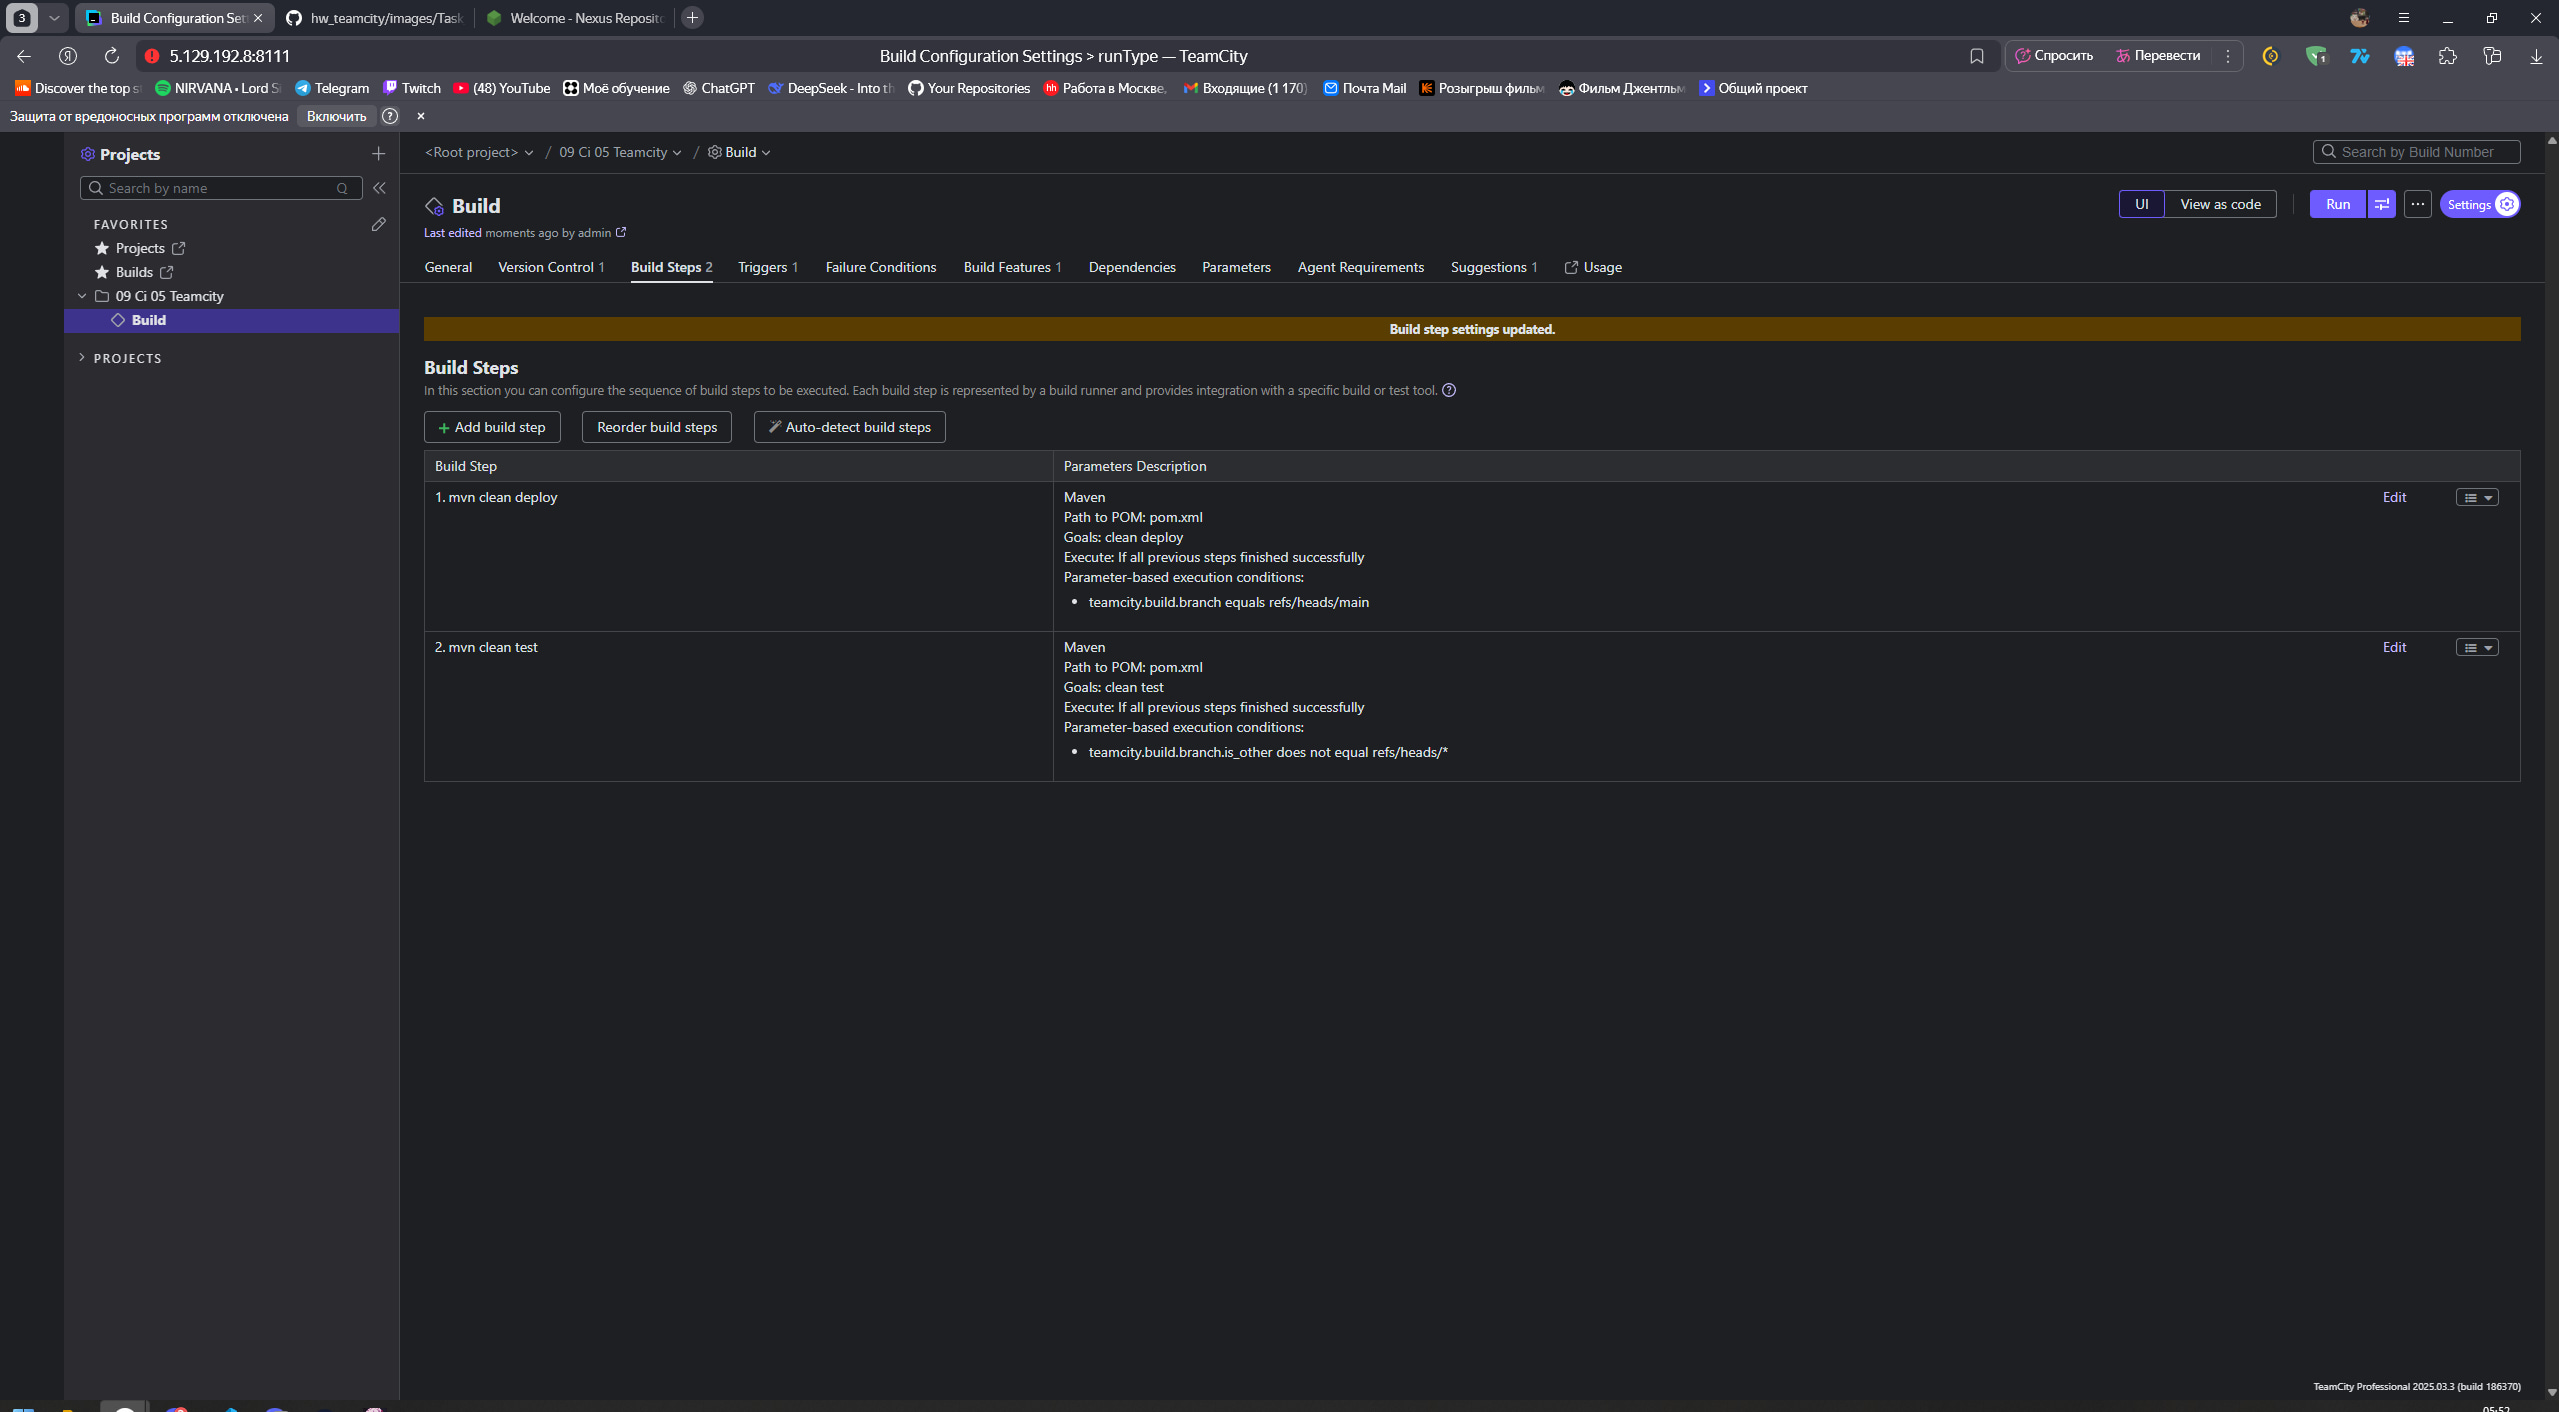 3
Build Configuration Set
hw_teamcity/images/Task
Welcome - Nexus Reposito
5.129.192.8:8111
Build Configuration Settings > runType — TeamCity
Спросить
Перевести
1
Discover the top s
NIRVANA • Lord Si
Telegram
Twitch
(48) YouTube
Моё обучение
ChatGPT
DeepSeek - Into th
Your Repositories
hh Работа в Москве,
Входящие (1 170)
Почта Mail
Розыгрыш фильм
Фильм Джентльм
Общий проект
Защита от вредоносных программ отключена
Включить
?
Projects
Search by name
Q
FAVORITES
Projects
Builds
09 Ci 05 Teamcity
Build
PROJECTS
<Root project> / 09 Ci 05 Teamcity / Build
Search by Build Number
Build
Last edited moments ago by admin
UI
View as code
Run
Settings
General
Version Control 1
Build Steps 2
Triggers 1
Failure Conditions
Build Features 1
Dependencies
Parameters
Agent Requirements
Suggestions 1
Usage
Build step settings updated.
Build Steps
In this section you can configure the sequence of build steps to be executed. Each build step is represented by a build runner and provides integration with a specific build or test tool.
+ Add build step
Reorder build steps
Auto-detect build steps
Build Step
Parameters Description
1. mvn clean deploy
Maven
Edit
Path to POM: pom.xml
Goals: clean deploy
Execute: If all previous steps finished successfully
Parameter-based execution conditions:
• teamcity.build.branch equals refs/heads/main
2. mvn clean test
Maven
Edit
Path to POM: pom.xml
Goals: clean test
Execute: If all previous steps finished successfully
Parameter-based execution conditions:
• teamcity.build.branch.is_other does not equal refs/heads/*
TeamCity Professional 2025.03.3 (build 186370)
05:52